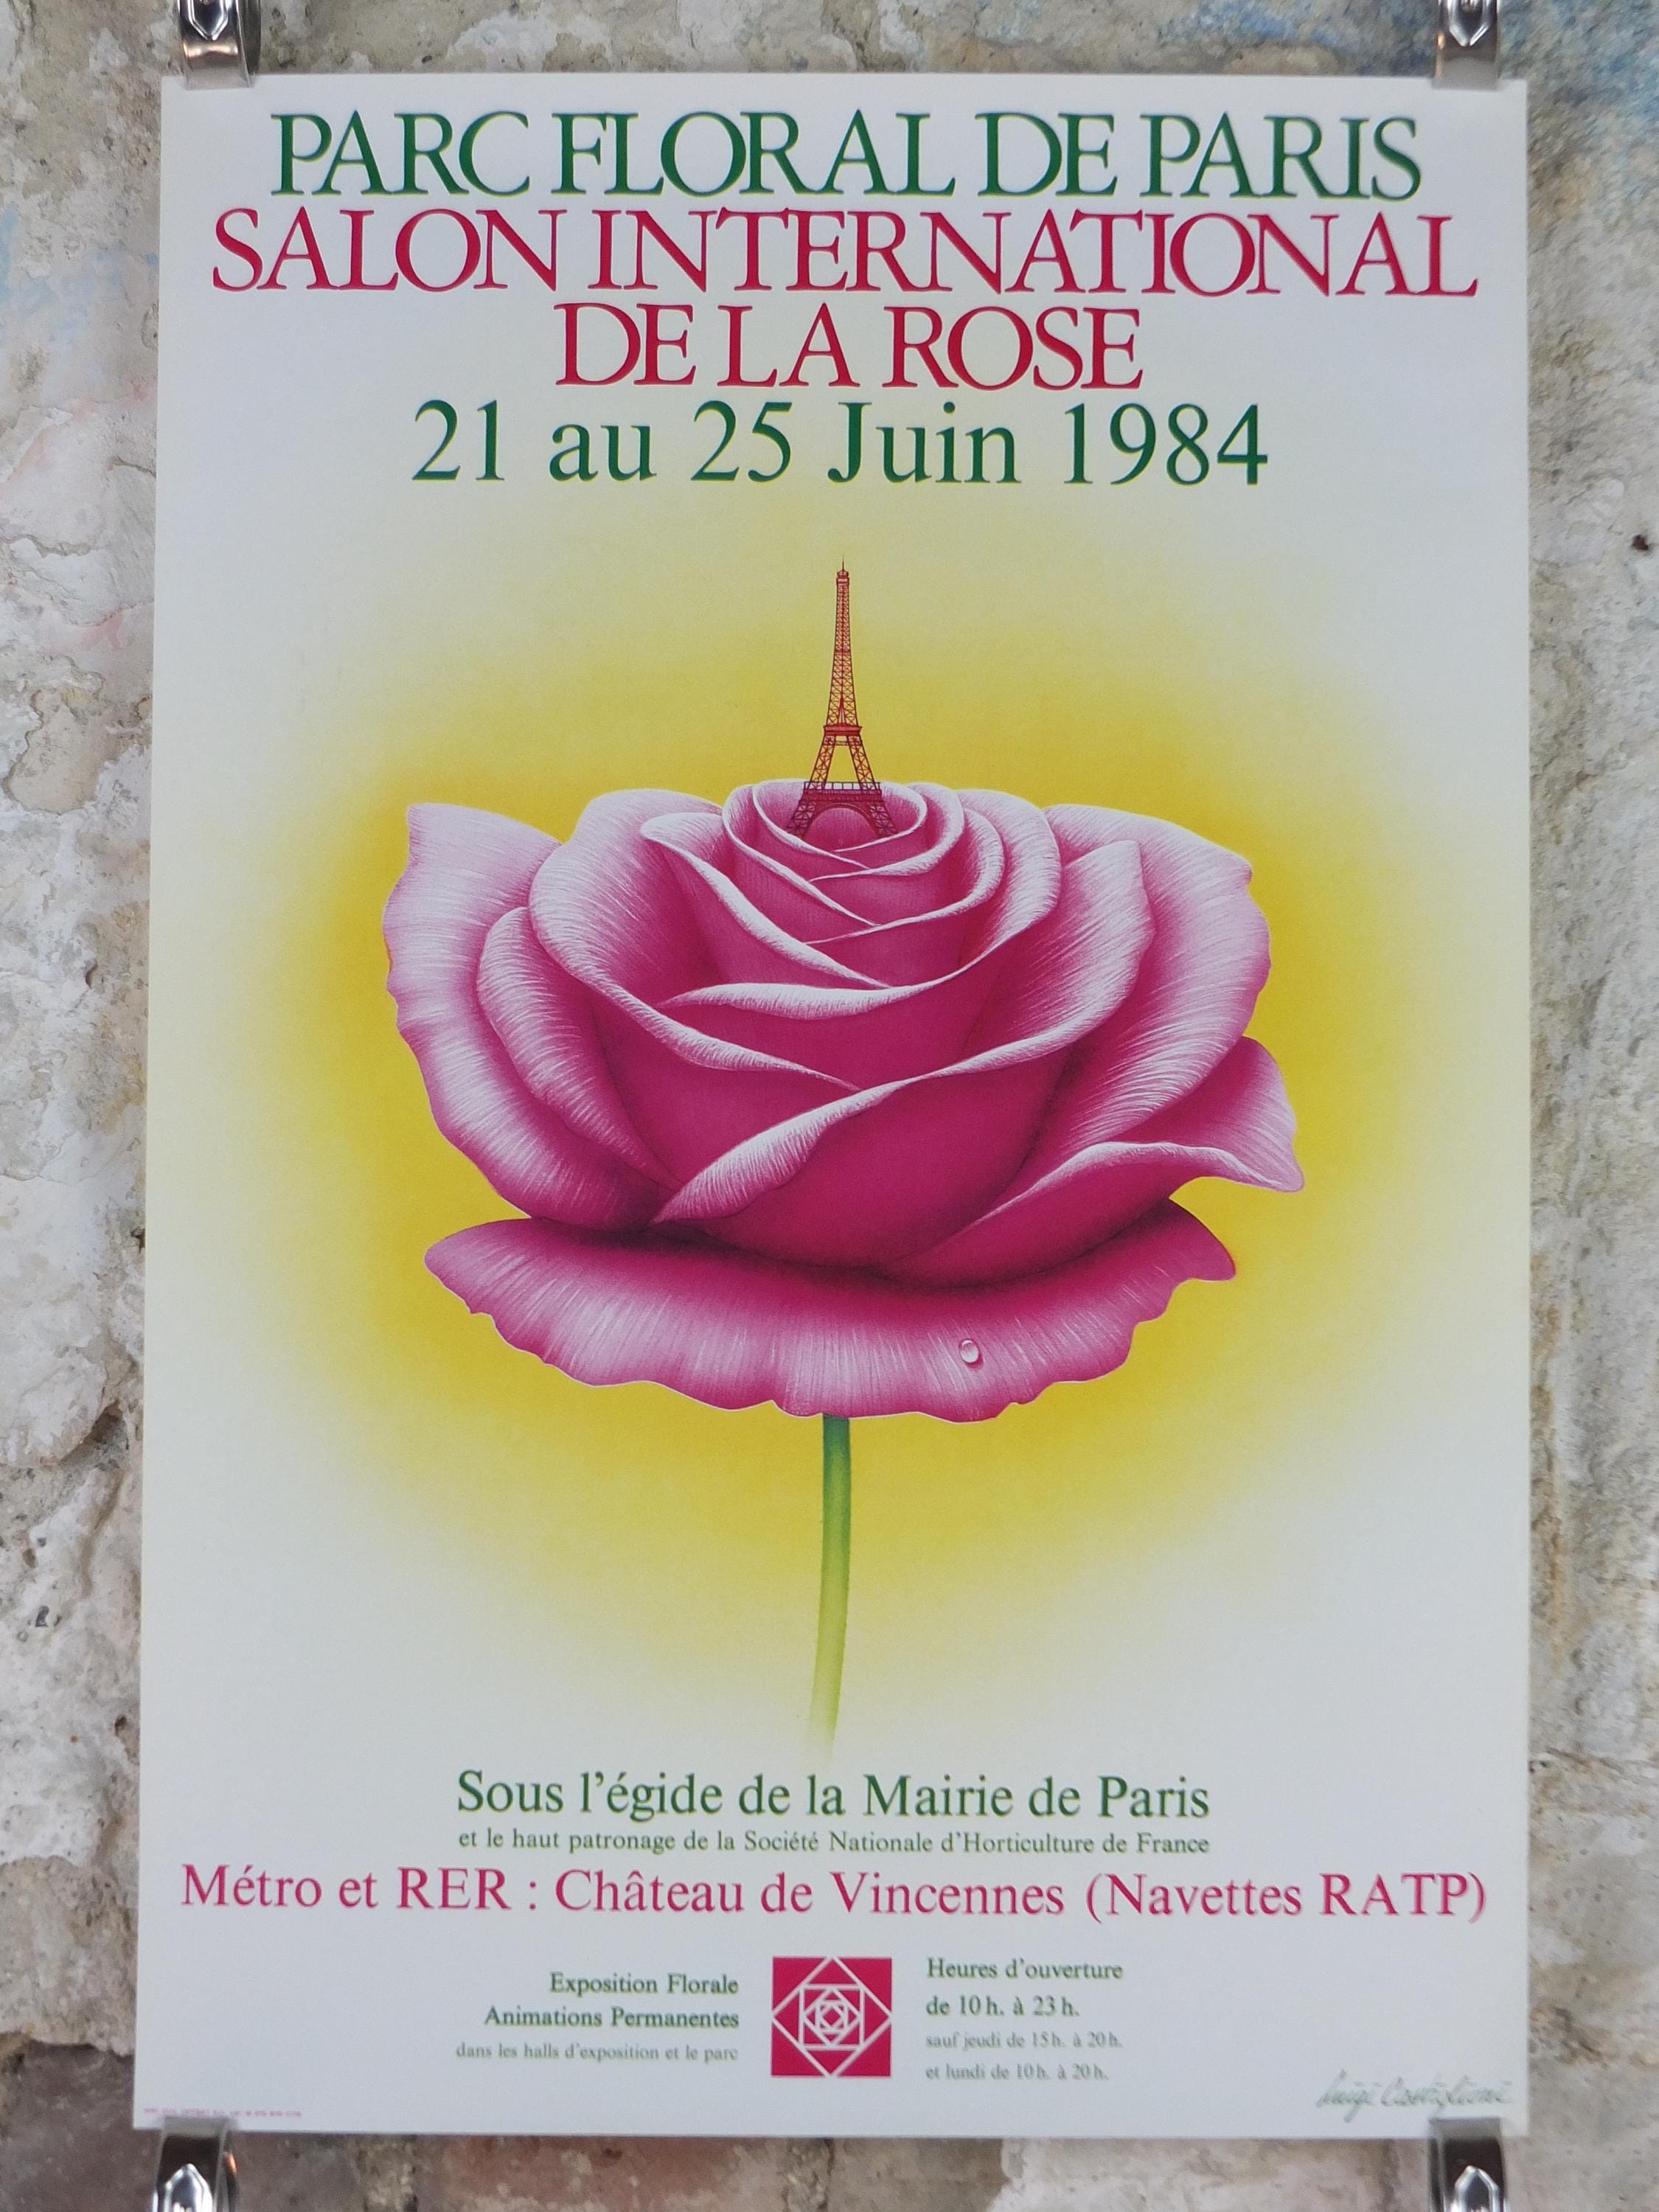 PARC FLORAL DE PARIS
SALON INTERNATIONAL
DE LA ROSE
21 au 25 Juin 1984
Sous l'égide de la Mairie de Paris
et le haut patronage de la Société Nationale d'Horticulture de France
Métro et RER : Château de Vincennes (Navettes RATP)
Exposition Florale
Animations Permanentes
dans les halls d'exposition et le parc
Heures d'ouverture
de 10 h. à 23 h.
sauf jeudi de 15 h. à 20 h.
et lundi de 10 h. à 20 h.
Luigi Castiglioni